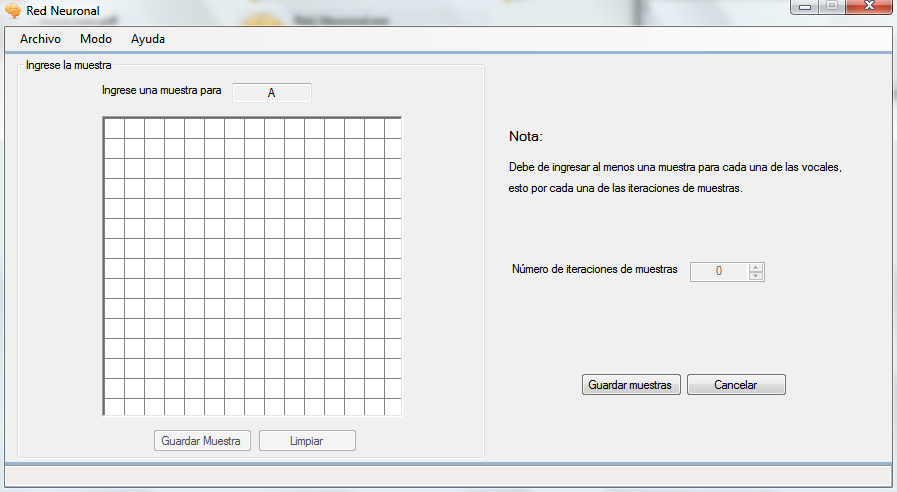 Red Neuronal
Archivo Modo Ayuda
Ingrese la muestra
Ingrese una muestra para A
Nota:
Debe de ingresar al menos una muestra para cada una de las vocales,
esto por cada una de las iteraciones de muestras.
Número de iteraciones de muestras 0
Guardar muestras Cancelar
Guardar Muestra Limpiar